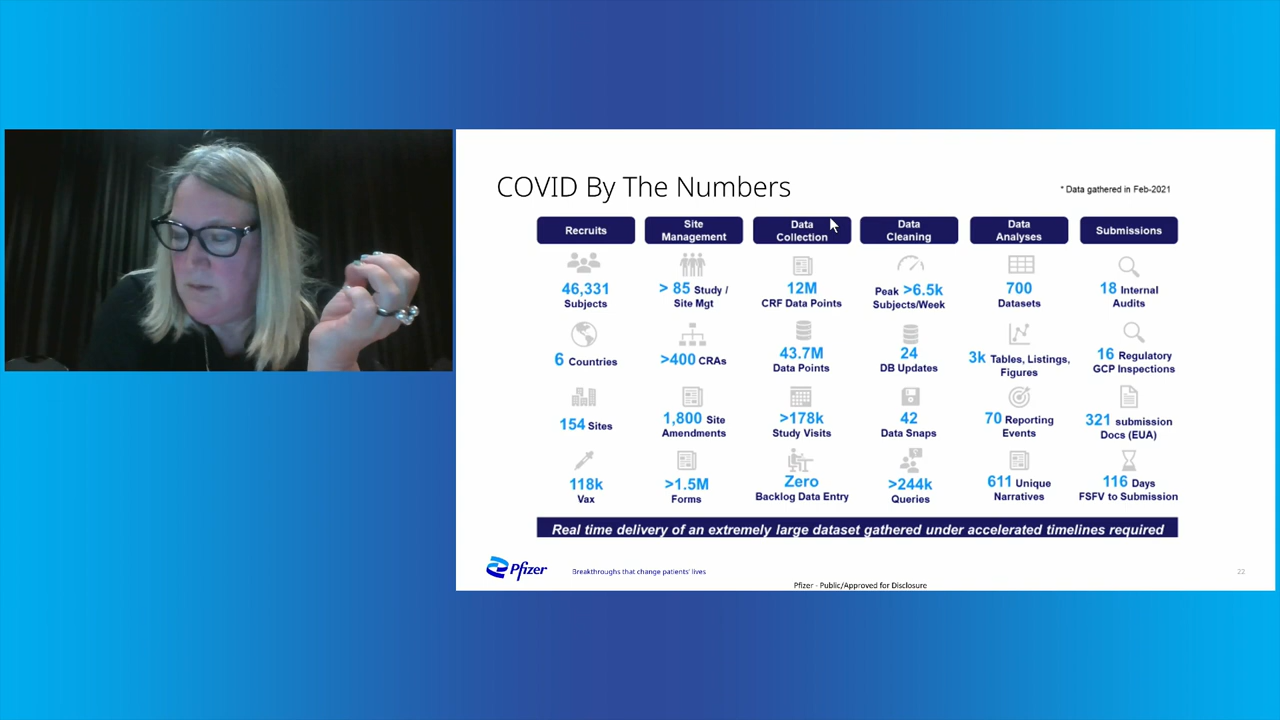 COVID By The Numbers
* Data gathered in Feb-2021
Recruits
46,331
Subjects
6 Countries
154 Sites
118k
Vax
Site
Management
> 85 Study /
Site Mgt
>400 CRAs
1,800 Site
Amendments
>1.5M
Forms
Data
Collection
12M
CRF Data Points
43.7M
Data Points
>178k
Study Visits
Zero
Backlog Data Entry
Data
Cleaning
Peak >6.5k
Subjects/Week
24
DB Updates
42
Data Snaps
>244k
Queries
Data
Analyses
700
Datasets
3k Tables, Listings,
Figures
70 Reporting
Events
611 Unique
Narratives
Submissions
18 Internal
Audits
16 Regulatory
GCP Inspections
321 submission
Docs (EUA)
116 Days
FSFV to Submission
Real time delivery of an extremely large dataset gathered under accelerated timelines required
Pfizer
Breakthroughs that change patients' lives
22
Pfizer - Public/Approved for Disclosure